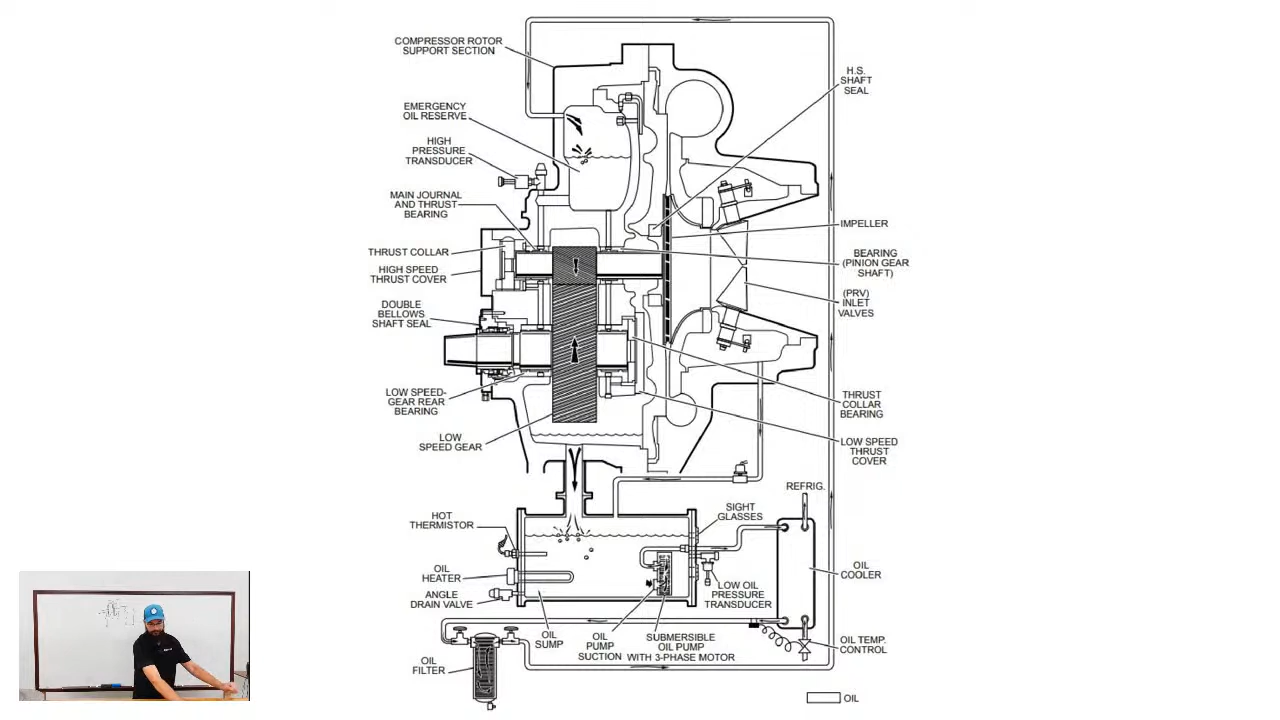 COMPRESSOR ROTOR
SUPPORT SECTION
H.S.
SHAFT
SEAL
EMERGENCY
OIL RESERVE
HIGH
PRESSURE
TRANSDUCER
MAIN JOURNAL
AND THRUST
BEARING
IMPELLER
THRUST COLLAR
BEARING
(PINION GEAR
SHAFT)
HIGH SPEED
THRUST COVER
(PRV)
INLET
VALVES
DOUBLE
BELLOWS
SHAFT SEAL
LOW SPEED-
GEAR REAR
BEARING
THRUST
COLLAR
BEARING
LOW
SPEED GEAR
LOW SPEED
THRUST
COVER
REFRIG.
SIGHT
GLASSES
HOT
THERMISTOR
OIL
HEATER
OIL
COOLER
ANGLE
DRAIN VALVE
LOW OIL
PRESSURE
TRANSDUCER
OIL
SUMP
OIL
PUMP
SUCTION
SUBMERSIBLE
OIL PUMP
WITH 3-PHASE MOTOR
OIL TEMP.
CONTROL
OIL
FILTER
OIL